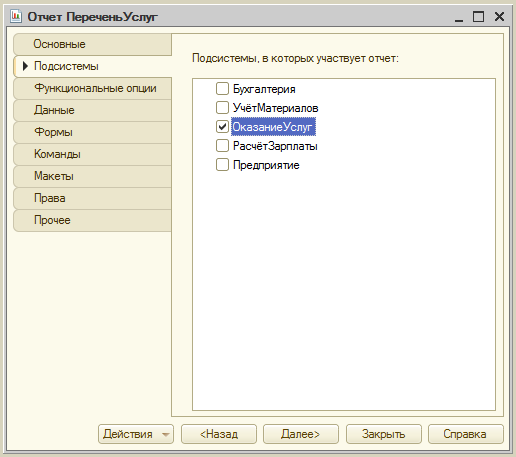 Отчет ПереченьУслуг
Основные
Подсистемы
Функциональные опции
Данные
Формы
Команды
Макеты
Права
Прочее
Подсистемы, в которых участвует отчет:
Бухгалтерия
УчётМатериалов
ОказаниеУслуг
РасчётЗарплаты
Предприятие
Действия
<Назад
Далее>
Закрыть
Справка